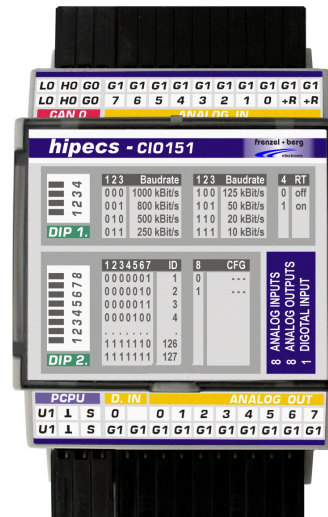 L0 H0 G0 G1 G1 G1 G1 G1 G1 G1 G1 G1 G1
L0 H0 G0 7 6 5 4 3 2 1 0 +R +R
CAN 0 ANALOG IN
hipecs - CIO151
frenzel + berg
electronic
1 2 3 4
DIP 1.
1 2 3 Baudrate 1 2 3 Baudrate 4 RT
0 0 0 1000 kBit/s 1 0 0 125 kBit/s 0 off
0 0 1 800 kBit/s 1 0 1 50 kBit/s 1 on
0 1 0 500 kBit/s 1 1 0 20 kBit/s
0 1 1 250 kBit/s 1 1 1 10 kBit/s
1 2 3 4 5 6 7 8
DIP 2.
1 2 3 4 5 6 7 ID 8 CFG
0 0 0 0 0 0 1 1 0 - - -
0 0 0 0 0 1 0 2 1 - - -
0 0 0 0 0 1 1 3
0 0 0 0 1 0 0 4
. . . . . . . .
1 1 1 1 1 1 0 126
1 1 1 1 1 1 1 127
8 ANALOG INPUTS
8 ANALOG OUTPUTS
1 DIGOTAL INPUT
PCPU D. IN ANALOG OUT
U1 ⊥ S 0 0 1 2 3 4 5 6 7
U1 ⊥ S G1 G1 G1 G1 G1 G1 G1 G1 G1 G1